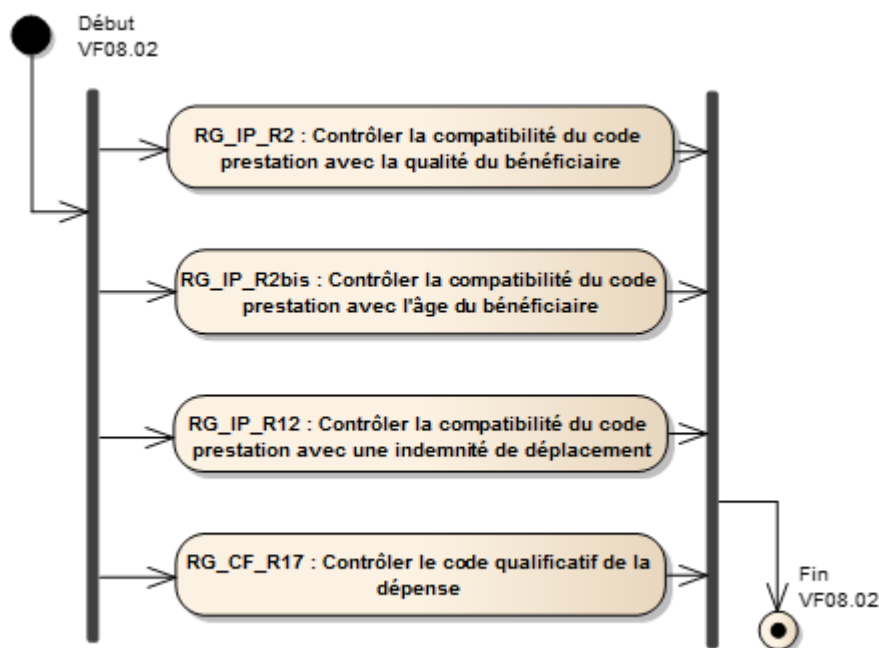 Début
VF08.02
RG_IP_R2 : Contrôler la compatibilité du code
prestation avec la qualité du bénéficiaire
RG_IP_R2bis : Contrôler la compatibilité du code
prestation avec l'âge du bénéficiaire
RG_IP_R12 : Contrôler la compatibilité du code
prestation avec une indemnité de déplacement
RG_CF_R17 : Contrôler le code qualificatif de la
dépense
Fin
VF08.02